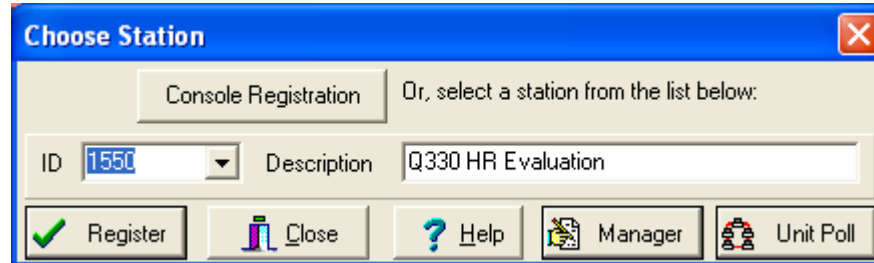 Choose Station
Console Registration Or, select a station from the list below:
ID 1550 Description Q330 HR Evaluation
Register Close Help Manager Unit Poll